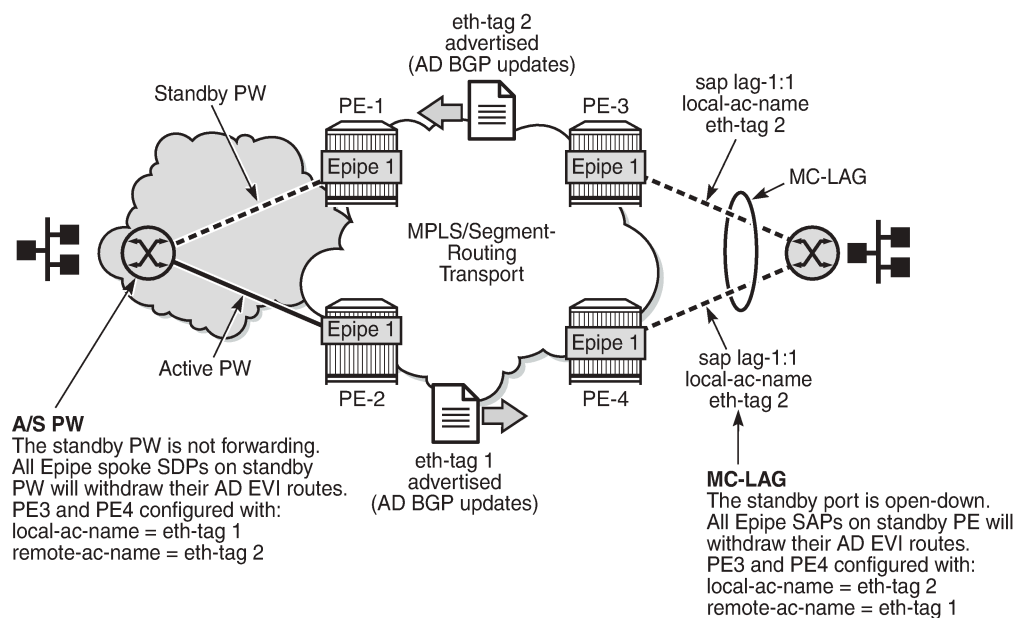 eth-tag 2
advertised
(AD BGP updates)
Standby PW
PE-1
PE-3
sap lag-1:1
local-ac-name
eth-tag 2
Epipe 1
Epipe 1
MC-LAG
MPLS/Segment-
Routing
Transport
Epipe 1
Epipe 1
Active PW
PE-2
PE-4
sap lag-1:1
local-ac-name
eth-tag 2
A/S PW
The standby PW is not forwarding.
All Epipe spoke SDPs on standby
PW will withdraw their AD EVI routes.
PE3 and PE4 configured with:
local-ac-name = eth-tag 1
remote-ac-name = eth-tag 2
eth-tag 1
advertised
(AD BGP updates)
MC-LAG
The standby port is open-down.
All Epipe SAPs on standby PE will
withdraw their AD EVI routes.
PE3 and PE4 configured with:
local-ac-name = eth-tag 2
remote-ac-name = eth-tag 1